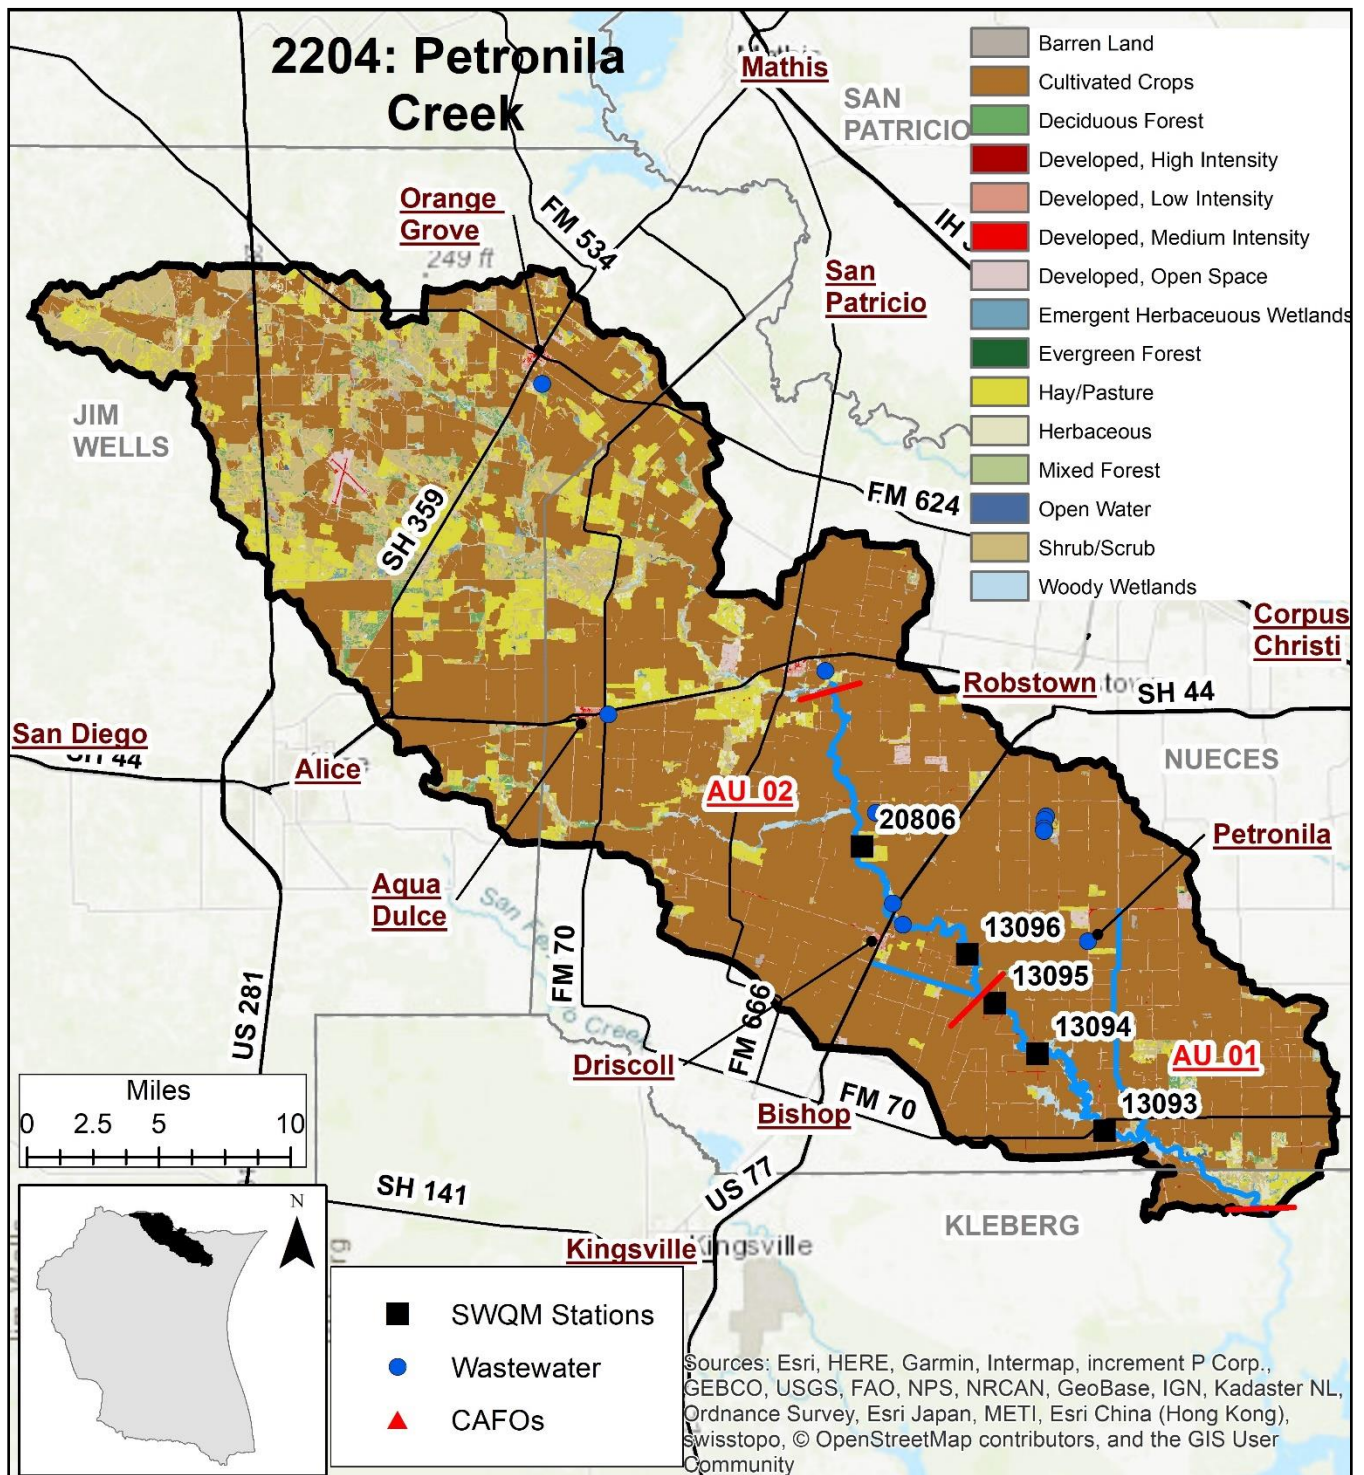 2204: Petronila
Creek
Mathis
SAN
PATRICIO
Barren Land
Cultivated Crops
Deciduous Forest
Developed, High Intensity
Developed, Low Intensity
Developed, Medium Intensity
Developed, Open Space
Emergent Herbaceuous Wetlands
Evergreen Forest
Hay/Pasture
Herbaceous
Mixed Forest
Open Water
Shrub/Scrub
Woody Wetlands
Orange
Grove
249 ft
FM 534
IH
San
Patricio
JIM
WELLS
SH 359
FM 624
Corpus
Christi
Robstown
SH 44
San Diego
SH 44
Alice
NUECES
AU 02
20806
Petronila
Aqua
Dulce
San Fe
o Creek
13096
13095
13094
AU 01
13093
US 281
FM 70
FM 666
Driscoll
Bishop
FM 70
Miles
0 2.5 5 10
SH 141
US 77
KLEBERG
Kingsville
Kingsville
N
SWQM Stations
Wastewater
CAFOs
Sources: Esri, HERE, Garmin, Intermap, increment P Corp.,
GEBCO, USGS, FAO, NPS, NRCAN, GeoBase, IGN, Kadaster NL,
Ordnance Survey, Esri Japan, METI, Esri China (Hong Kong),
swisstopo, © OpenStreetMap contributors, and the GIS User
Community